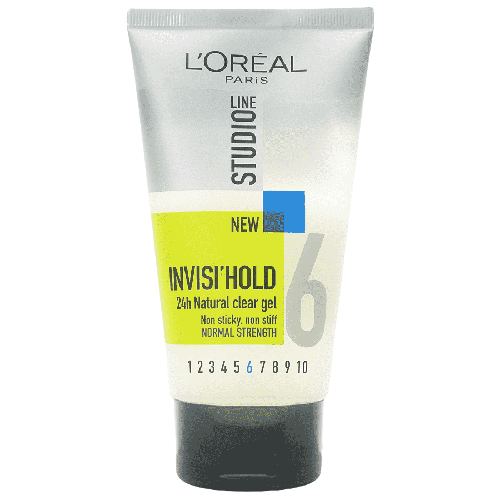 L'ORÉAL
PARIS
STUDIO LINE
NEW
6
INVISI'HOLD
24h Natural clear gel
Non sticky, non stiff
NORMAL STRENGTH
1 2 3 4 5 6 7 8 9 10